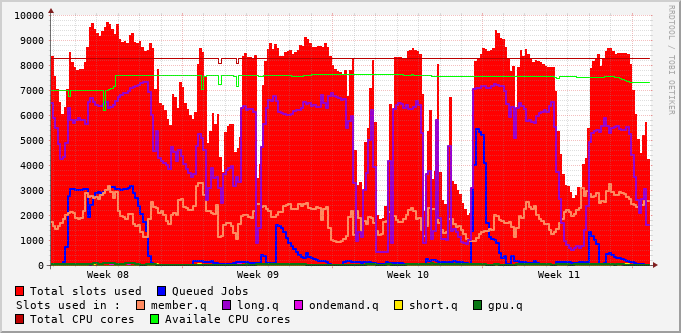 10000
9000
8000
7000
6000
5000
4000
3000
2000
1000
0
Week 08 Week 09 Week 10 Week 11
Total slots used Queued Jobs
Slots used in : member.q long.q ondemand.q short.q gpu.q
Total CPU cores Availale CPU cores
RRDTOOL / TOBI OETIKER